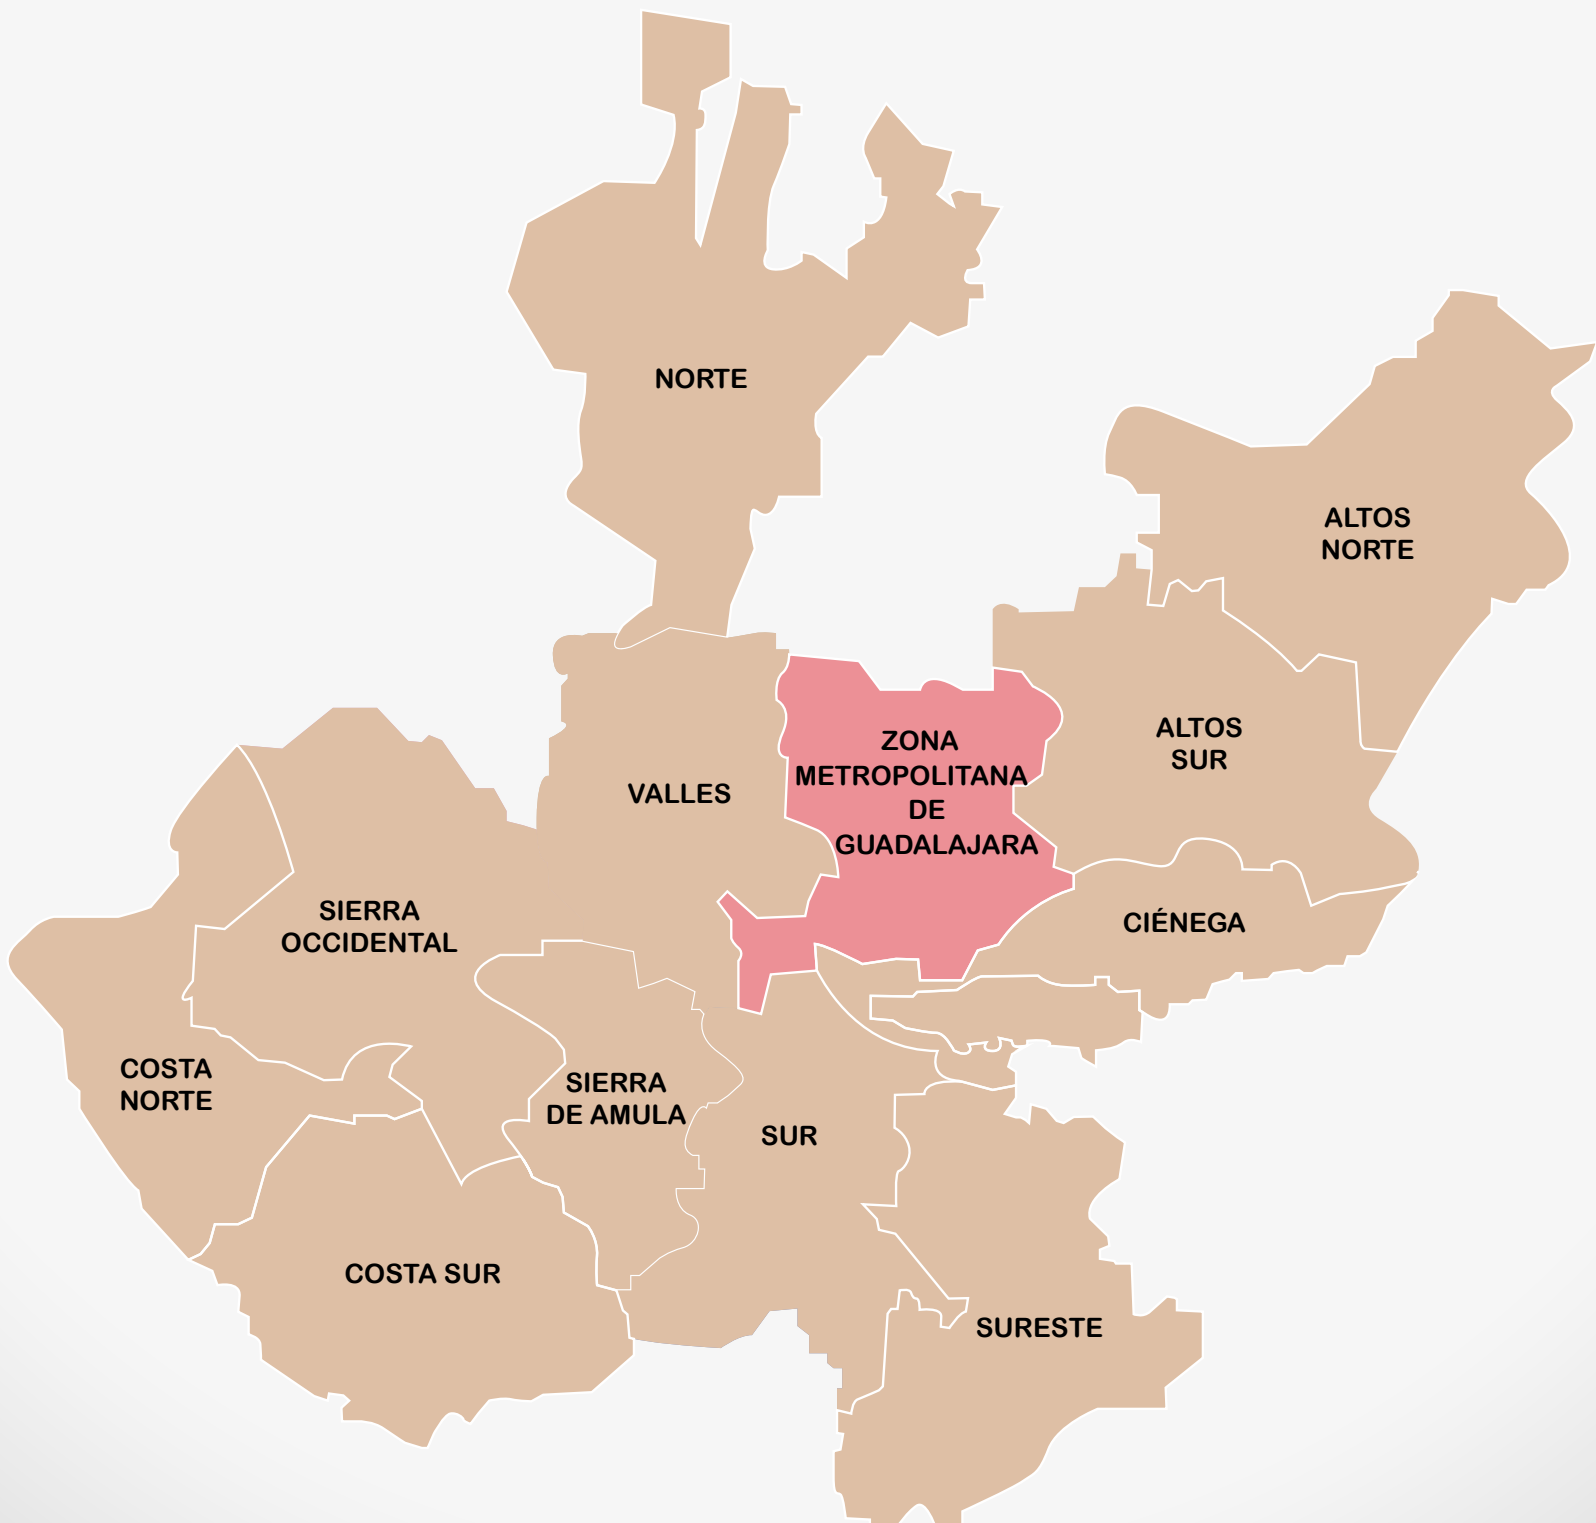 NORTE
ALTOS
NORTE
ZONA
METROPOLITANA
DE
GUADALAJARA
ALTOS
SUR
VALLES
SIERRA
OCCIDENTAL
CIÉNEGA
COSTA
NORTE
SIERRA
DE AMULA
SUR
COSTA SUR
SURESTE